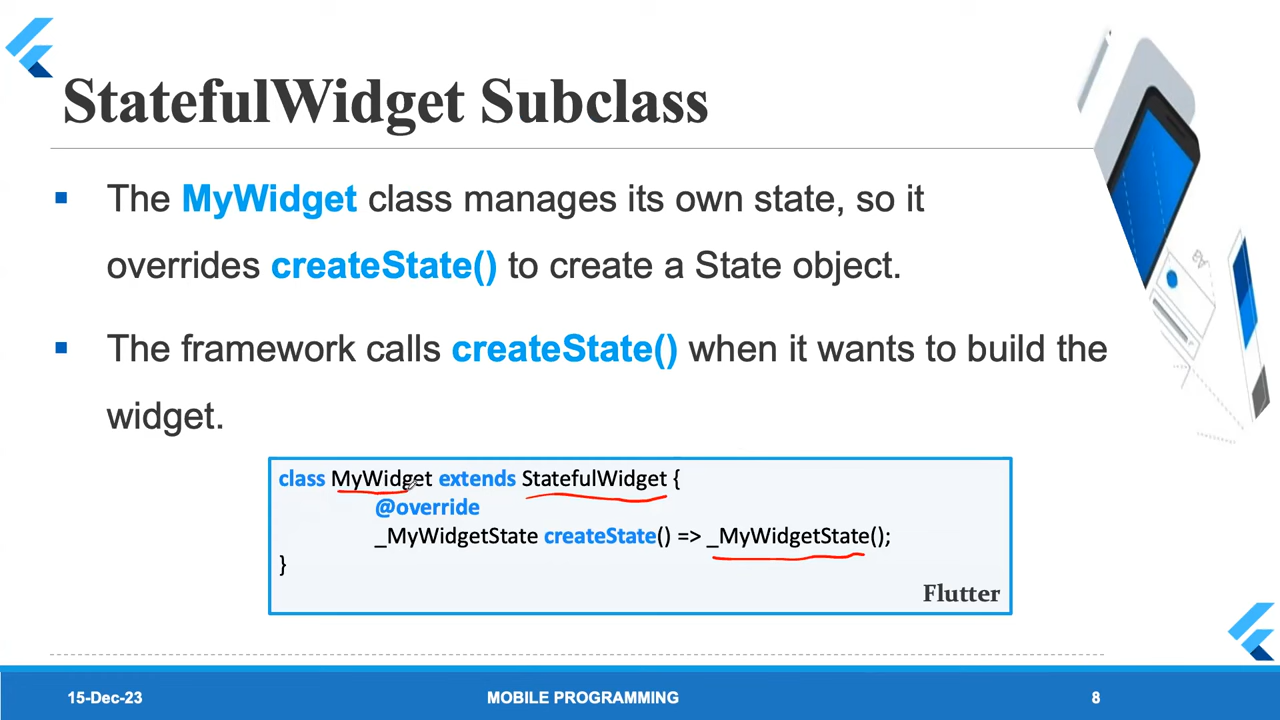 StatefulWidget Subclass
▪ The MyWidget class manages its own state, so it
overrides createState() to create a State object.
▪ The framework calls createState() when it wants to build the
widget.
class MyWidget extends StatefulWidget {
@override
_MyWidgetState createState() => _MyWidgetState();
}
Flutter
Aa
15-Dec-23
MOBILE PROGRAMMING
8